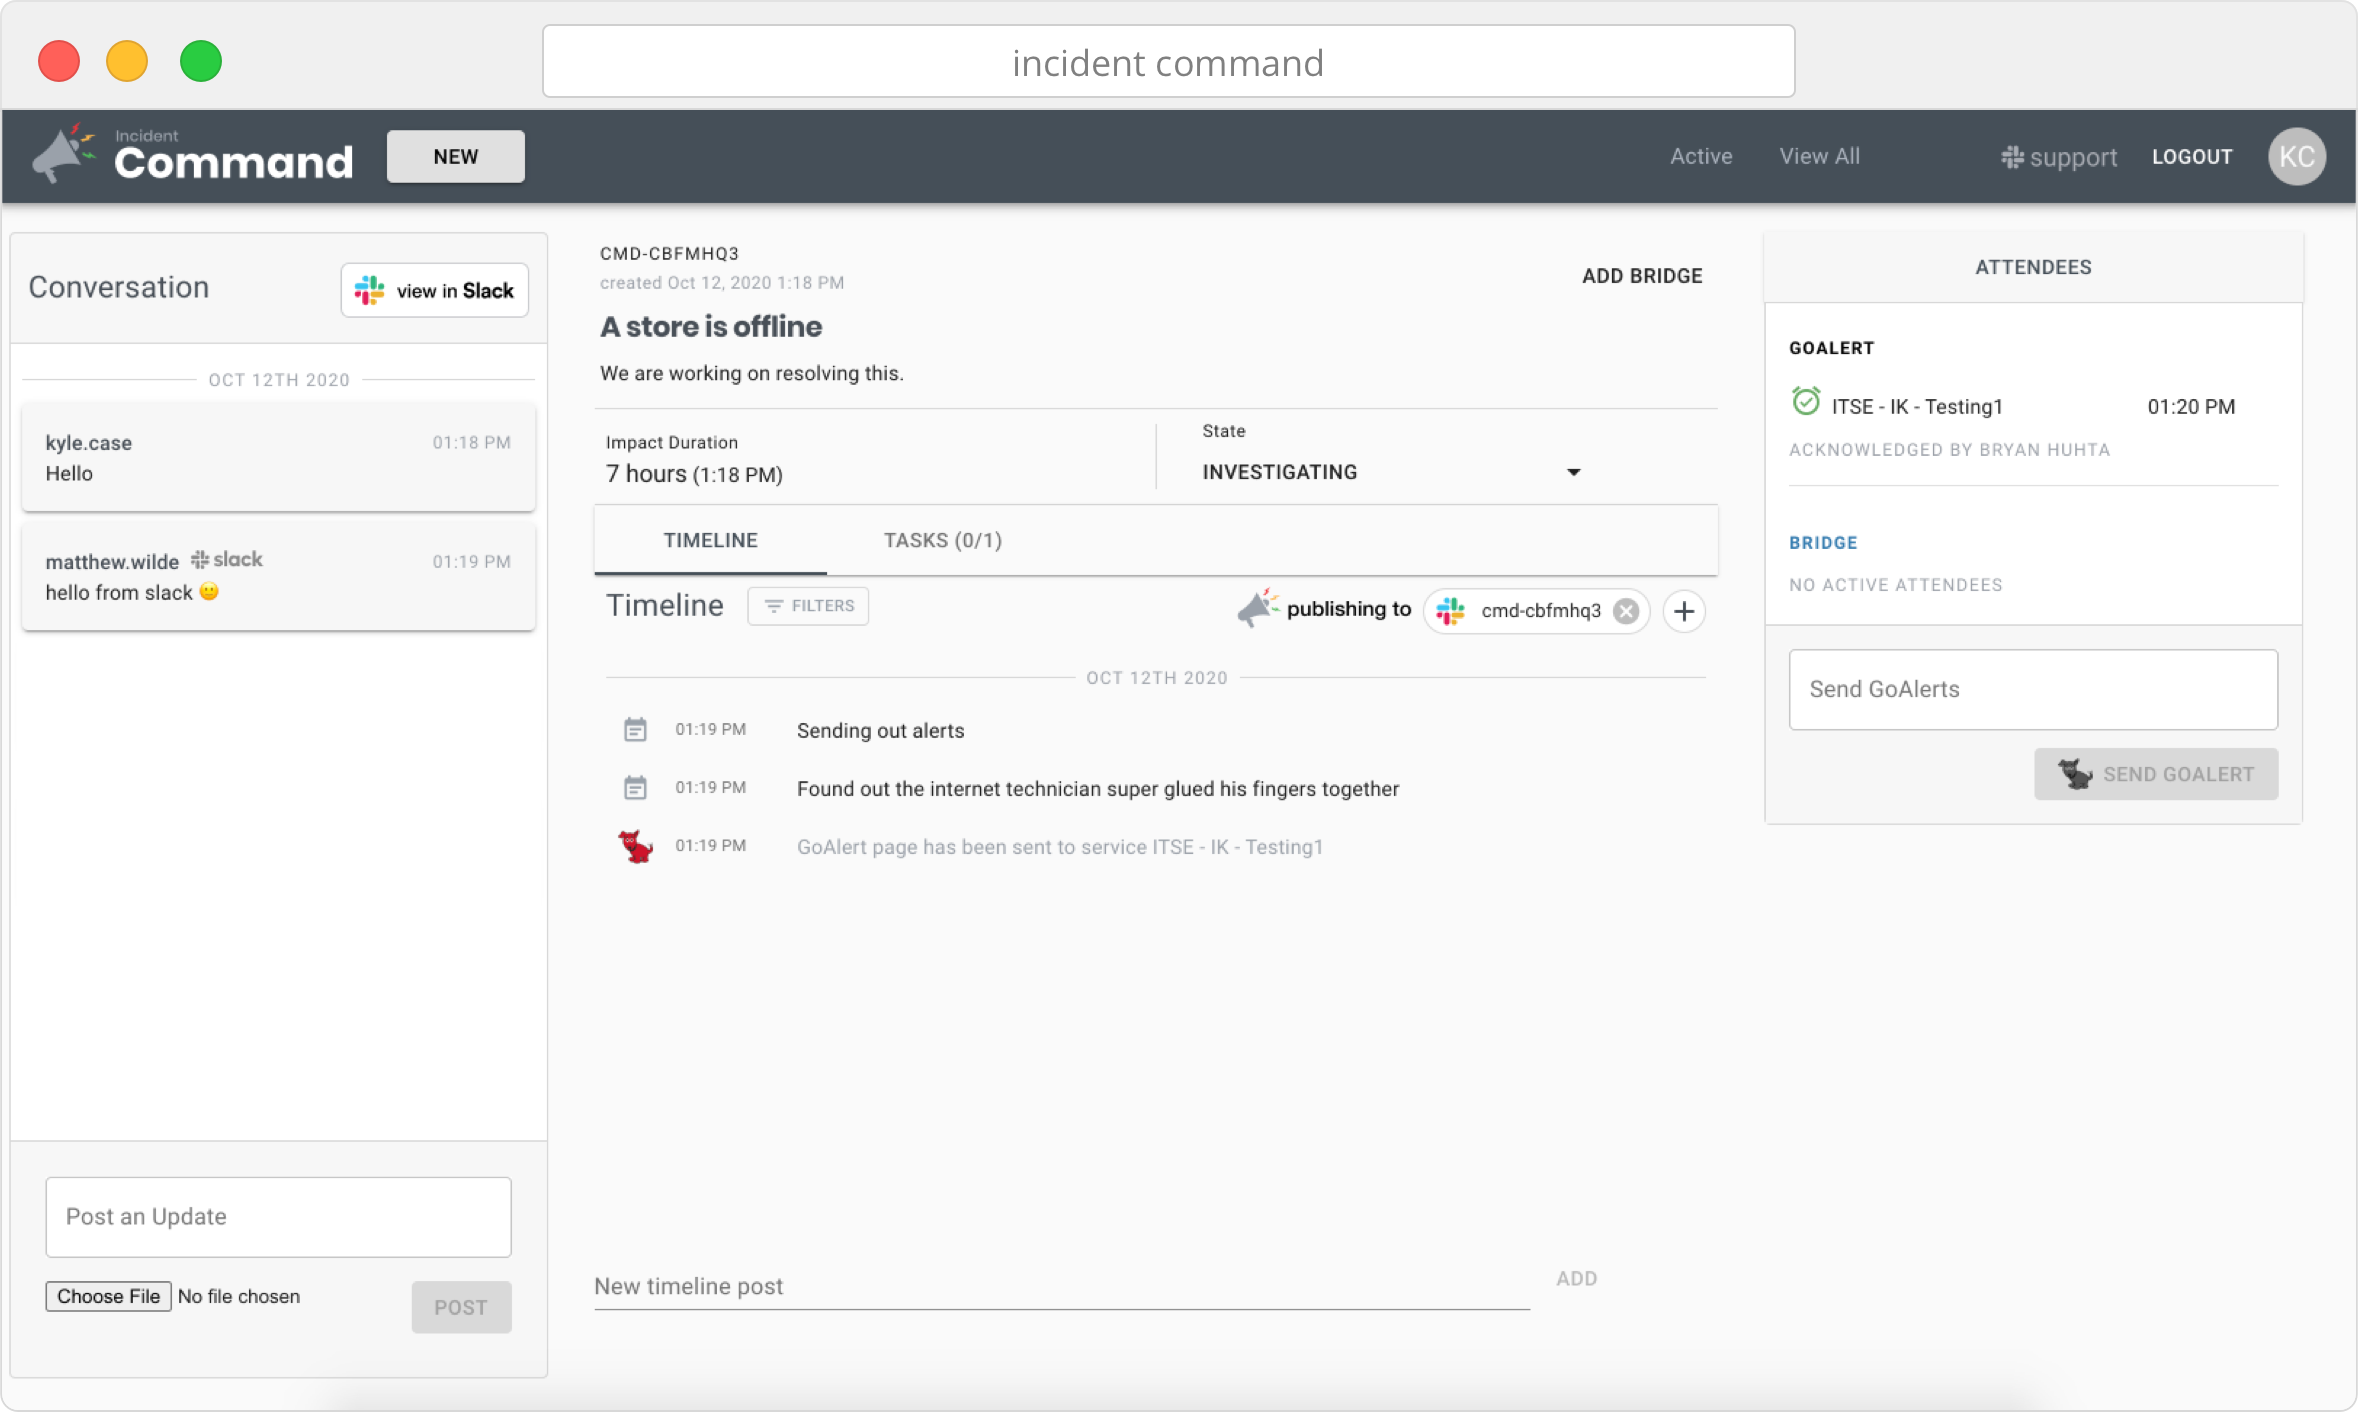 incident command
Incident
Command
NEW
Active
View All
support
LOGOUT
KC
Conversation
view in Slack
OCT 12TH 2020
kyle.case
01:18 PM
Hello
matthew.wilde
slack
01:19 PM
hello from slack 🙂
Post an Update
Choose File
No file chosen
POST
CMD-CBFMHQ3
created Oct 12, 2020 1:18 PM
ADD BRIDGE
A store is offline
We are working on resolving this.
Impact Duration
7 hours (1:18 PM)
State
INVESTIGATING
TIMELINE
TASKS (0/1)
Timeline
FILTERS
publishing to
cmd-cbfmhq3
OCT 12TH 2020
01:19 PM
Sending out alerts
01:19 PM
Found out the internet technician super glued his fingers together
01:19 PM
GoAlert page has been sent to service ITSE - IK - Testing1
New timeline post
ADD
ATTENDEES
GOALERT
ITSE - IK - Testing1
01:20 PM
ACKNOWLEDGED BY BRYAN HUHTA
BRIDGE
NO ACTIVE ATTENDEES
Send GoAlerts
SEND GOALERT